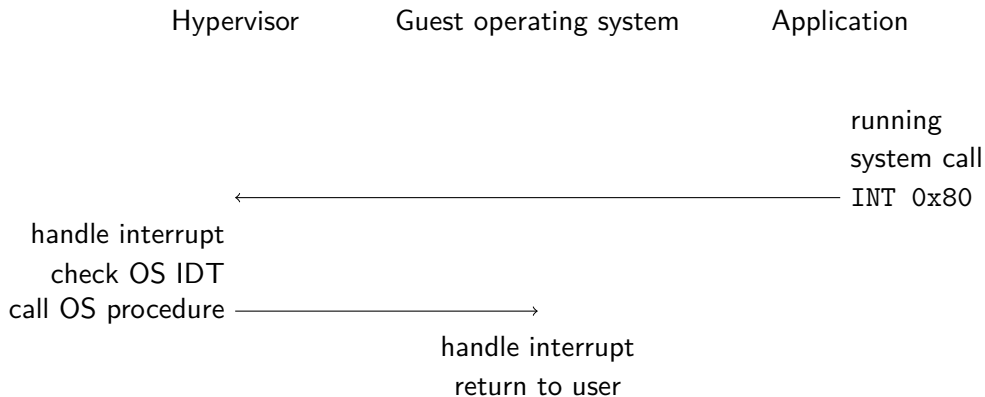 Hypervisor Guest operating system Application
running
system call
INT 0x80
handle interrupt
check OS IDT
call OS procedure
handle interrupt
return to user